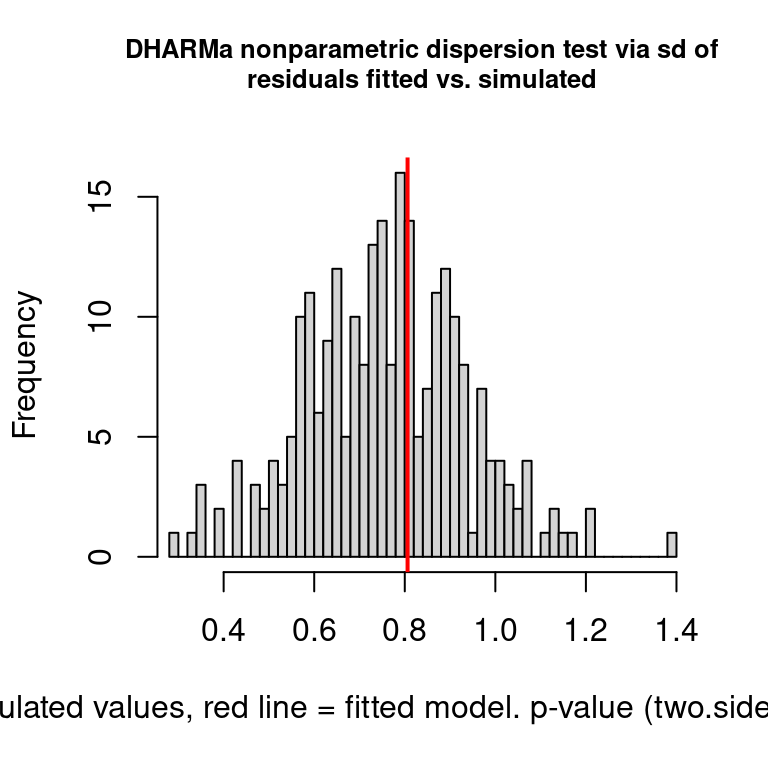 DHARMa nonparametric dispersion test via sd of
residuals fitted vs. simulated
15
10
5
0
Frequency
0.4 0.6 0.8 1.0 1.2 1.4
ulated values, red line = fitted model. p-value (two.side